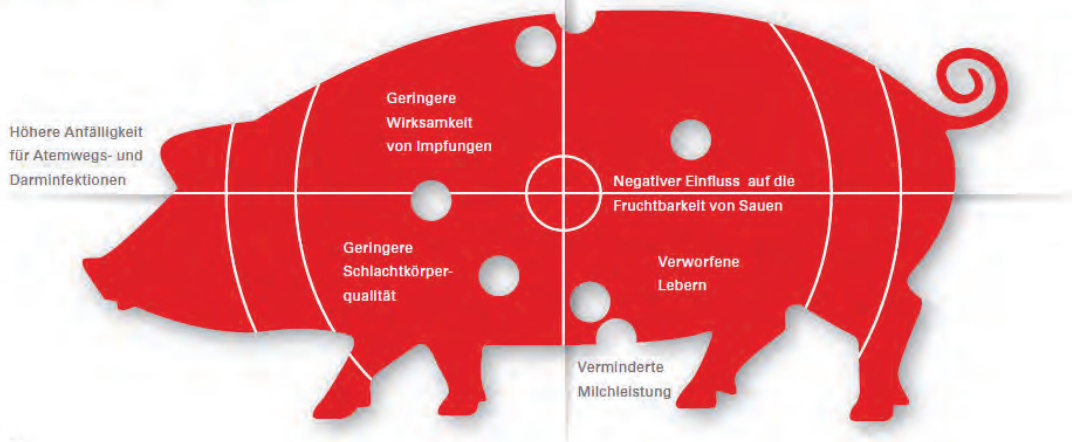 Höhere Anfälligkeit
für Atemwegs- und
Darminfektionen
Geringere
Wirksamkeit
von Impfungen
Negativer Einfluss auf die
Fruchtbarkeit von Sauen
Geringere
Schlachtkörper-
qualität
Verworfene
Lebern
Verminderte
Milchleistung